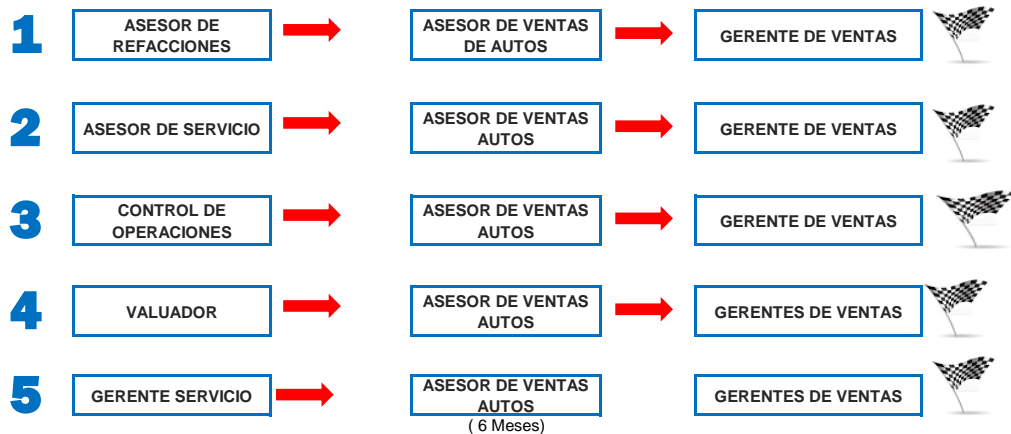 1
ASESOR DE
REFACCIONES
ASESOR DE VENTAS
DE AUTOS
GERENTE DE VENTAS
2
ASESOR DE SERVICIO
ASESOR DE VENTAS
AUTOS
GERENTE DE VENTAS
3
CONTROL DE
OPERACIONES
ASESOR DE VENTAS
AUTOS
GERENTE DE VENTAS
4
VALUADOR
ASESOR DE VENTAS
AUTOS
GERENTES DE VENTAS
5
GERENTE SERVICIO
ASESOR DE VENTAS
AUTOS
( 6 Meses)
GERENTES DE VENTAS